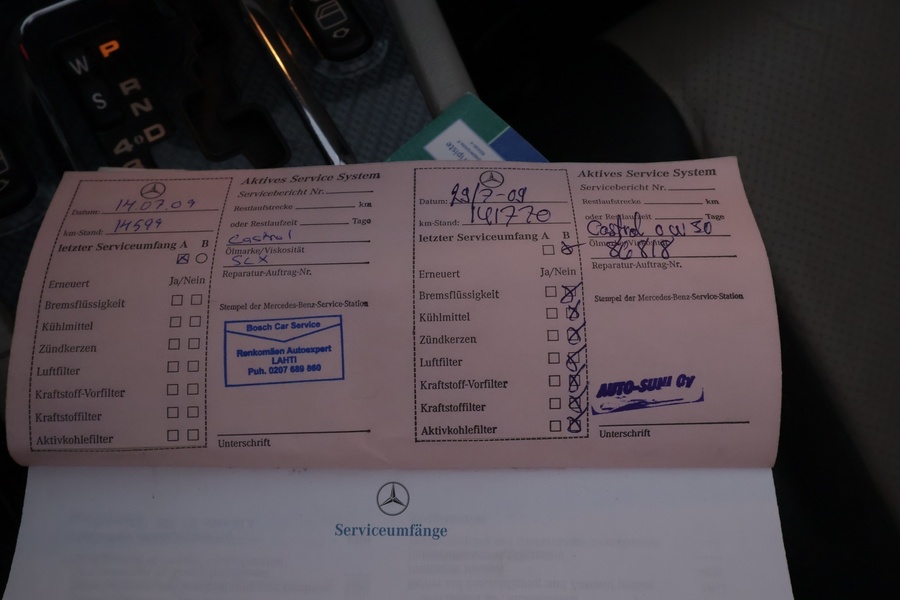 W P
S R
N
4 D
Aktives Service System
Servicebericht Nr.
Datum: 14.07.09
Restlaufstrecke km
km-Stand: 14599
oder Restlaufzeit Tage
letzter Serviceumfang A B
Castrol
Ölmarke/Viskosität
SLX
Reparatur-Auftrag-Nr.
Erneuert Ja/Nein
Bremsflüssigkeit
Kühlmittel
Zündkerzen
Luftfilter
Kraftstoff-Vorfilter
Kraftstoffilter
Aktivkohlefilter
Stempel der Mercedes-Benz-Service-Station
Bosch Car Service
Renkomäen Autoexpert
LAHTI
Puh. 0207 689 860
Unterschrift
Aktives Service System
Servicebericht Nr.
Datum: 29/7-09
Restlaufstrecke km
km-Stand: 141770
oder Restlaufzeit Tage
letzter Serviceumfang A B
Castrol 0W30
Ölmarke/Viskosität
86818
Reparatur-Auftrag-Nr.
Erneuert Ja/Nein
Bremsflüssigkeit
Kühlmittel
Zündkerzen
Luftfilter
Kraftstoff-Vorfilter
Kraftstoffilter
Aktivkohlefilter
Stempel der Mercedes-Benz-Service-Station
AUTO-SUNI OY
Unterschrift
Serviceumfänge